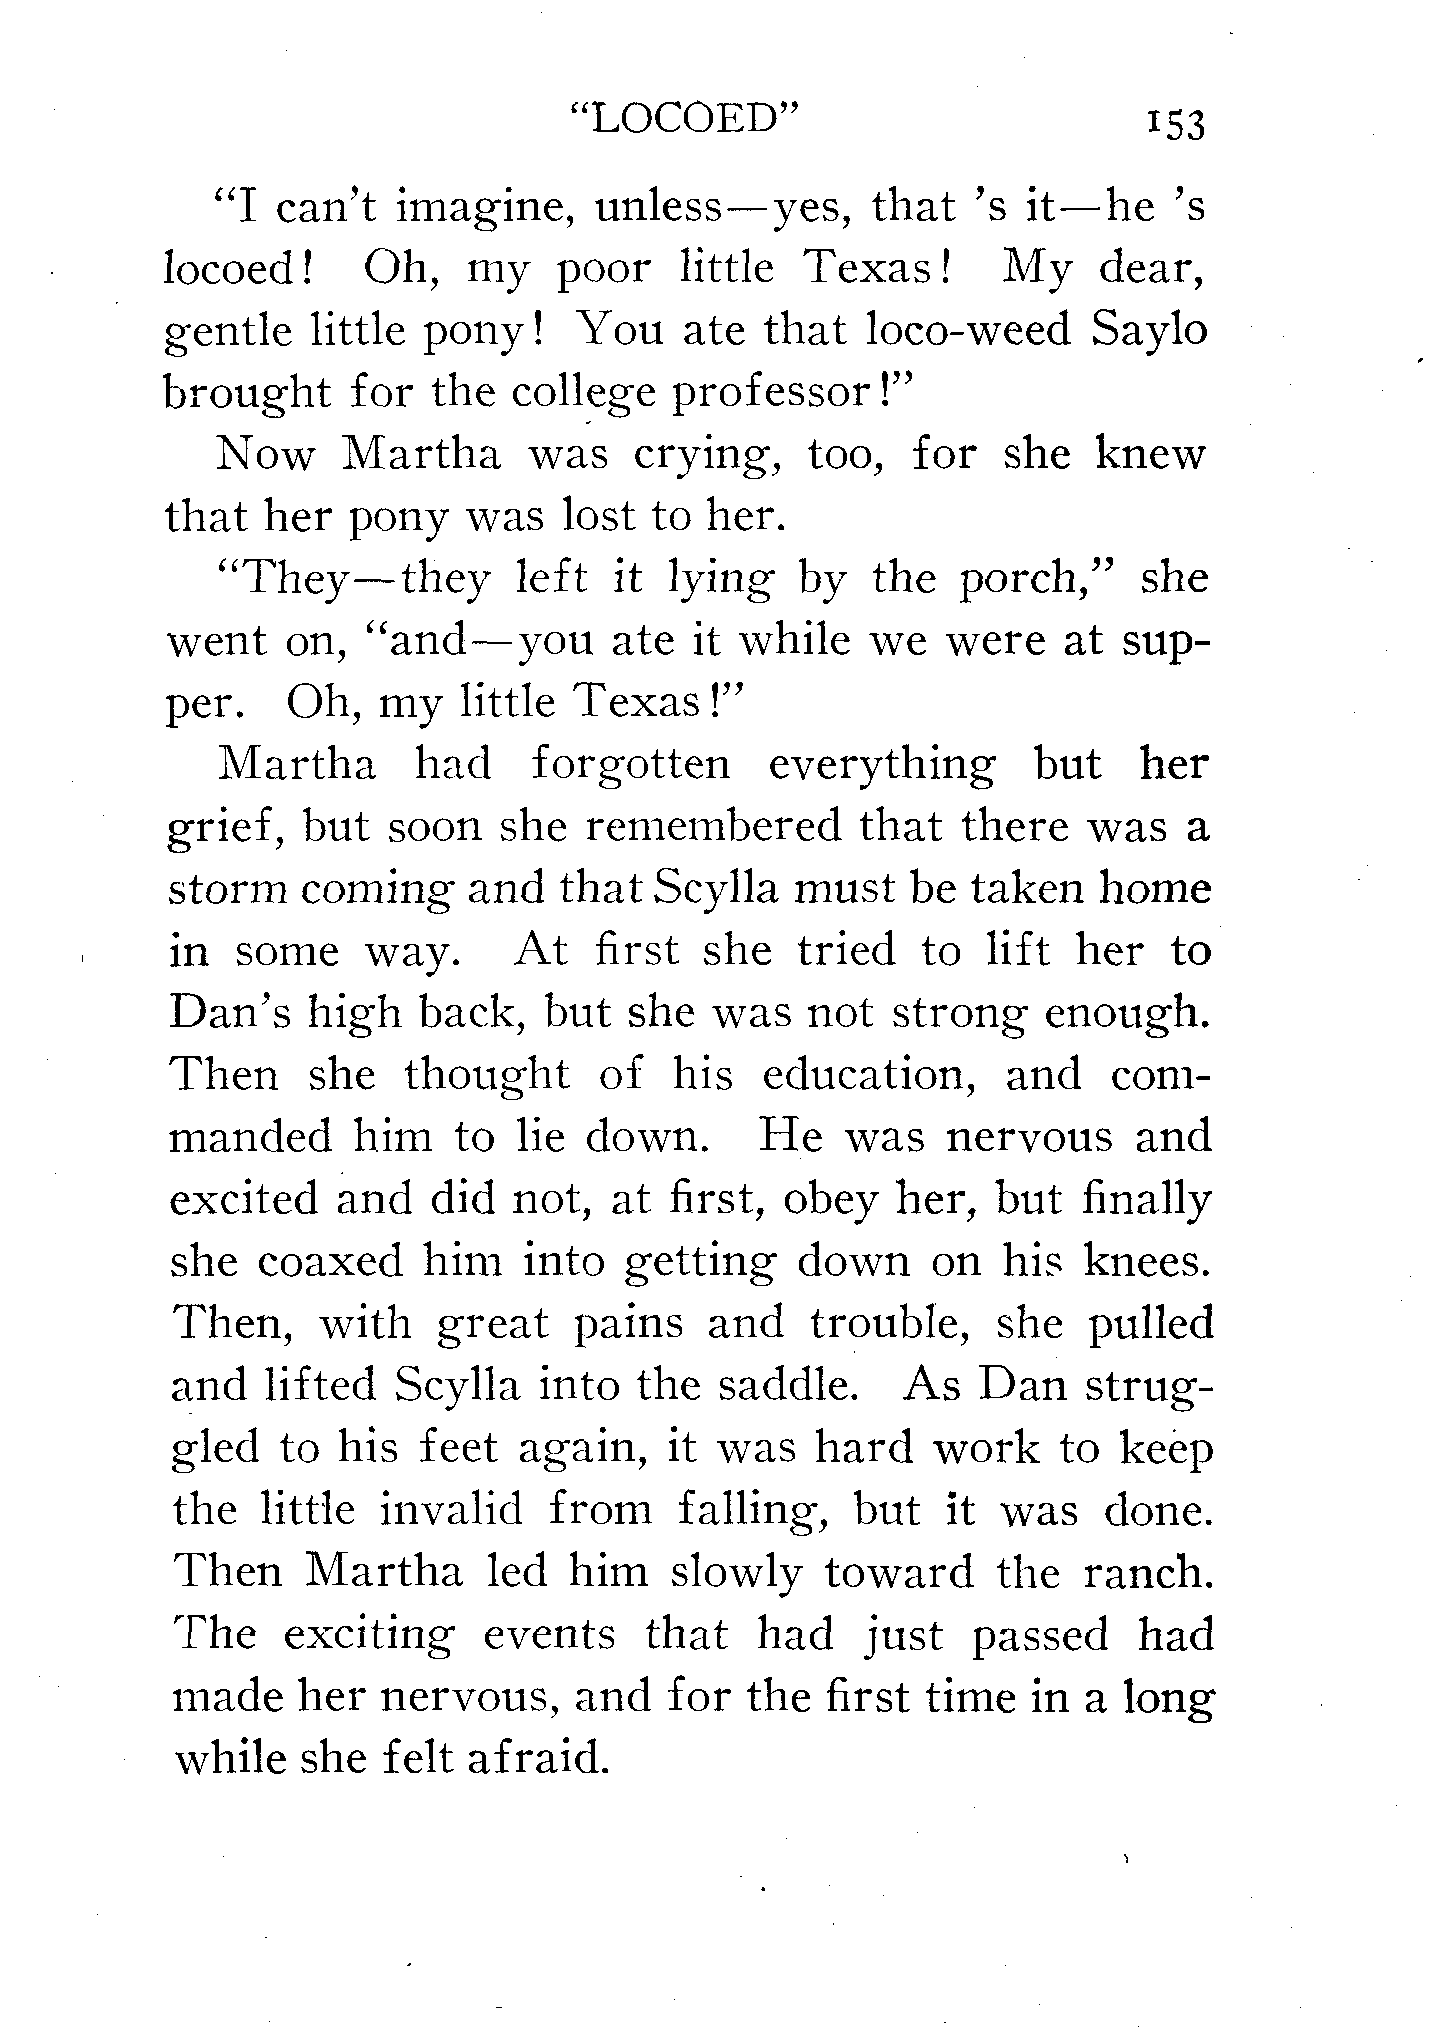 “LOCOED” 153
“I can’t imagine, unless—yes, that ’s it—he ’s
locoed! Oh, my poor little Texas! My dear,
gentle little pony! You ate that loco-weed Saylo
brought for the college professor!”
Now Martha was crying, too, for she knew
that her pony was lost to her.
“They—they left it lying by the porch,” she
went on, “and—you ate it while we were at sup-
per. Oh, my little Texas!”
Martha had forgotten everything but her
grief, but soon she remembered that there was a
storm coming and that Scylla must be taken home
in some way. At first she tried to lift her to
Dan’s high back, but she was not strong enough.
Then she thought of his education, and com-
manded him to lie down. He was nervous and
excited and did not, at first, obey her, but finally
she coaxed him into getting down on his knees.
Then, with great pains and trouble, she pulled
and lifted Scylla into the saddle. As Dan strug-
gled to his feet again, it was hard work to keep
the little invalid from falling, but it was done.
Then Martha led him slowly toward the ranch.
The exciting events that had just passed had
made her nervous, and for the first time in a long
while she felt afraid.